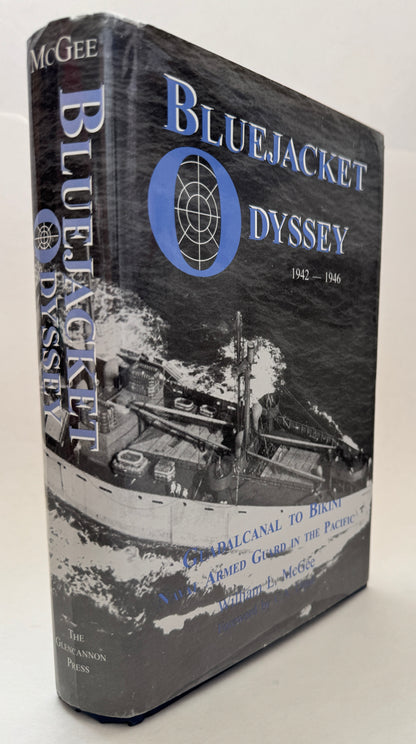 McGEE
BLUEJACKET
ODYSSEY
THE
GLENCANNON
PRESS
BLUEJACKET
ODYSSEY
1942 — 1946
GUADALCANAL TO BIKINI
NAVAL ARMED GUARD IN THE PACIFIC
William L. McGee